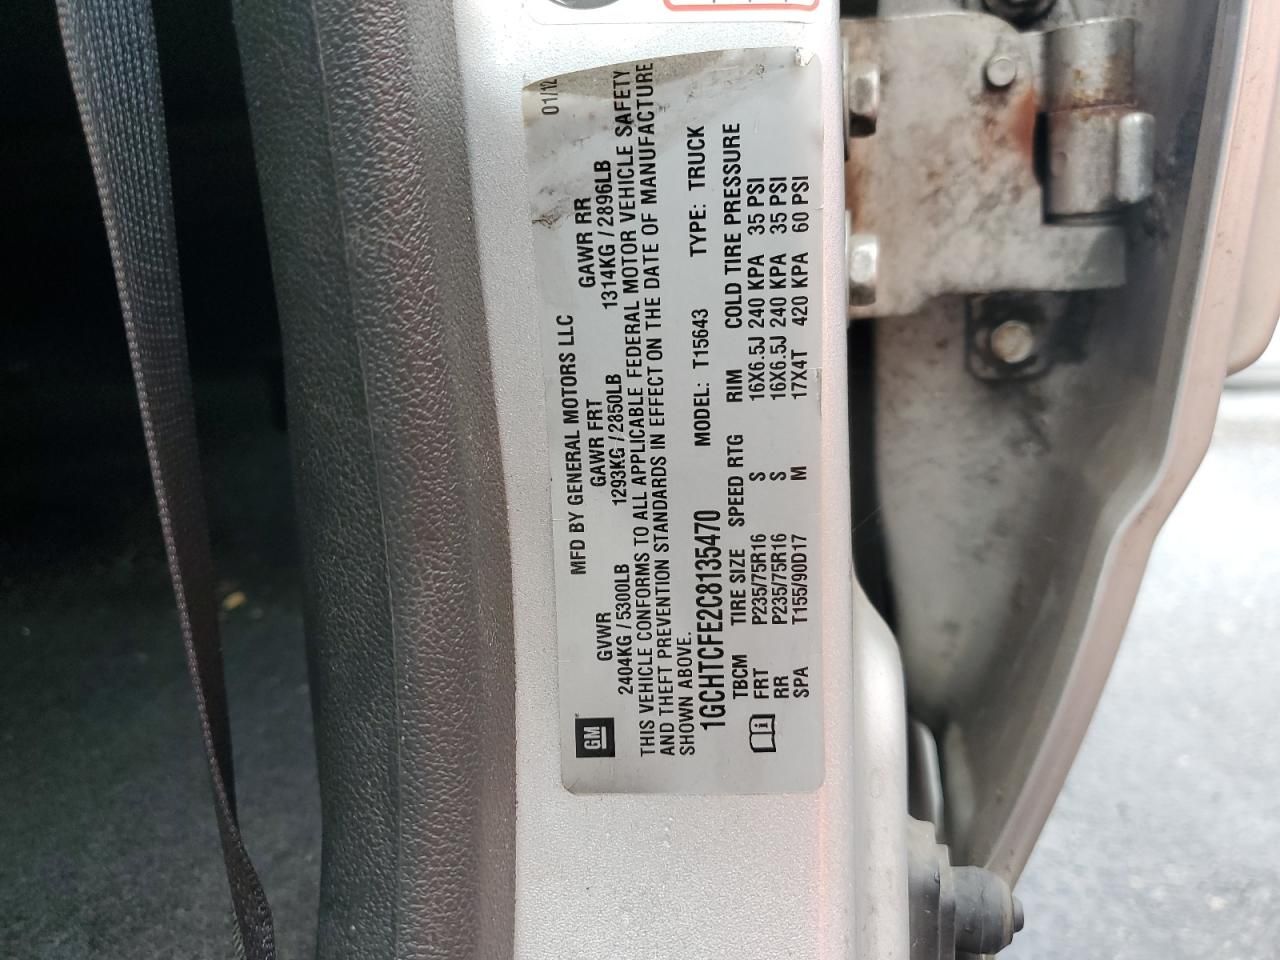 MFD BY GENERAL MOTORS LLC
01/12
GM
GVWR GAWR FRT GAWR RR
2404KG / 5300LB 1293KG / 2850LB 1314KG / 2896LB
THIS VEHICLE CONFORMS TO ALL APPLICABLE FEDERAL MOTOR VEHICLE SAFETY
AND THEFT PREVENTION STANDARDS IN EFFECT ON THE DATE OF MANUFACTURE
SHOWN ABOVE.
1GCHTCFE2C8135470 MODEL: T15643 TYPE: TRUCK
TBCM TIRE SIZE SPEED RTG RIM COLD TIRE PRESSURE
FRT P235/75R16 S 16X6.5J 240 KPA 35 PSI
RR P235/75R16 S 16X6.5J 240 KPA 35 PSI
SPA T155/90D17 M 17X4T 420 KPA 60 PSI